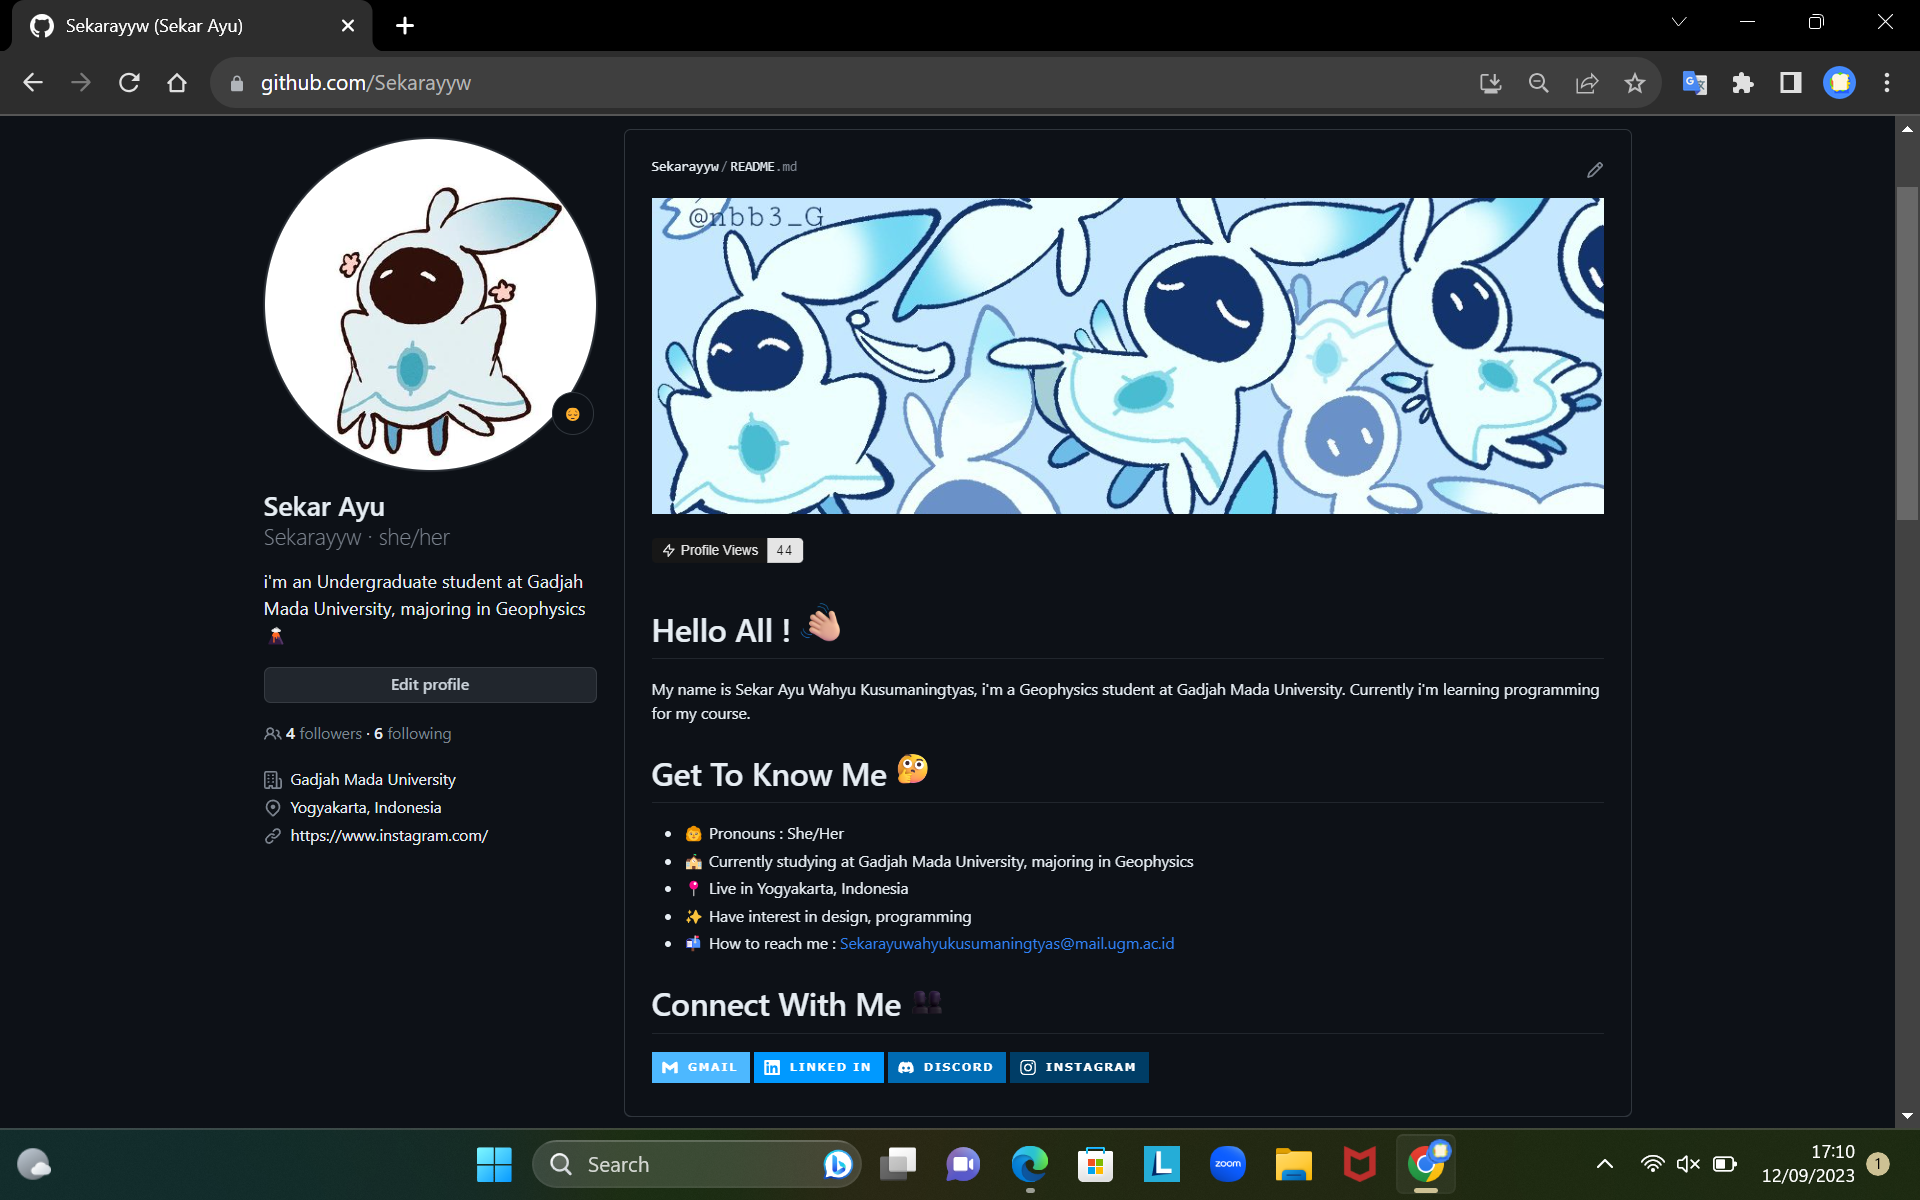 Sekarayyw (Sekar Ayu)
github.com/Sekarayyw
Sekar Ayu
Sekarayyw · she/her
i'm an Undergraduate student at Gadjah
Mada University, majoring in Geophysics
Edit profile
4 followers · 6 following
Gadjah Mada University
Yogyakarta, Indonesia
https://www.instagram.com/
Sekarayyw/README.md
@nbb3_G
Profile Views 44
Hello All !
My name is Sekar Ayu Wahyu Kusumaningtyas, i'm a Geophysics student at Gadjah Mada University. Currently i'm learning programming
for my course.
Get To Know Me
Pronouns : She/Her
Currently studying at Gadjah Mada University, majoring in Geophysics
Live in Yogyakarta, Indonesia
Have interest in design, programming
How to reach me : Sekarayuwahyukusumaningtyas@mail.ugm.ac.id
Connect With Me
GMAIL LINKED IN DISCORD INSTAGRAM
Search
L
zoom
17:10
12/09/2023
1